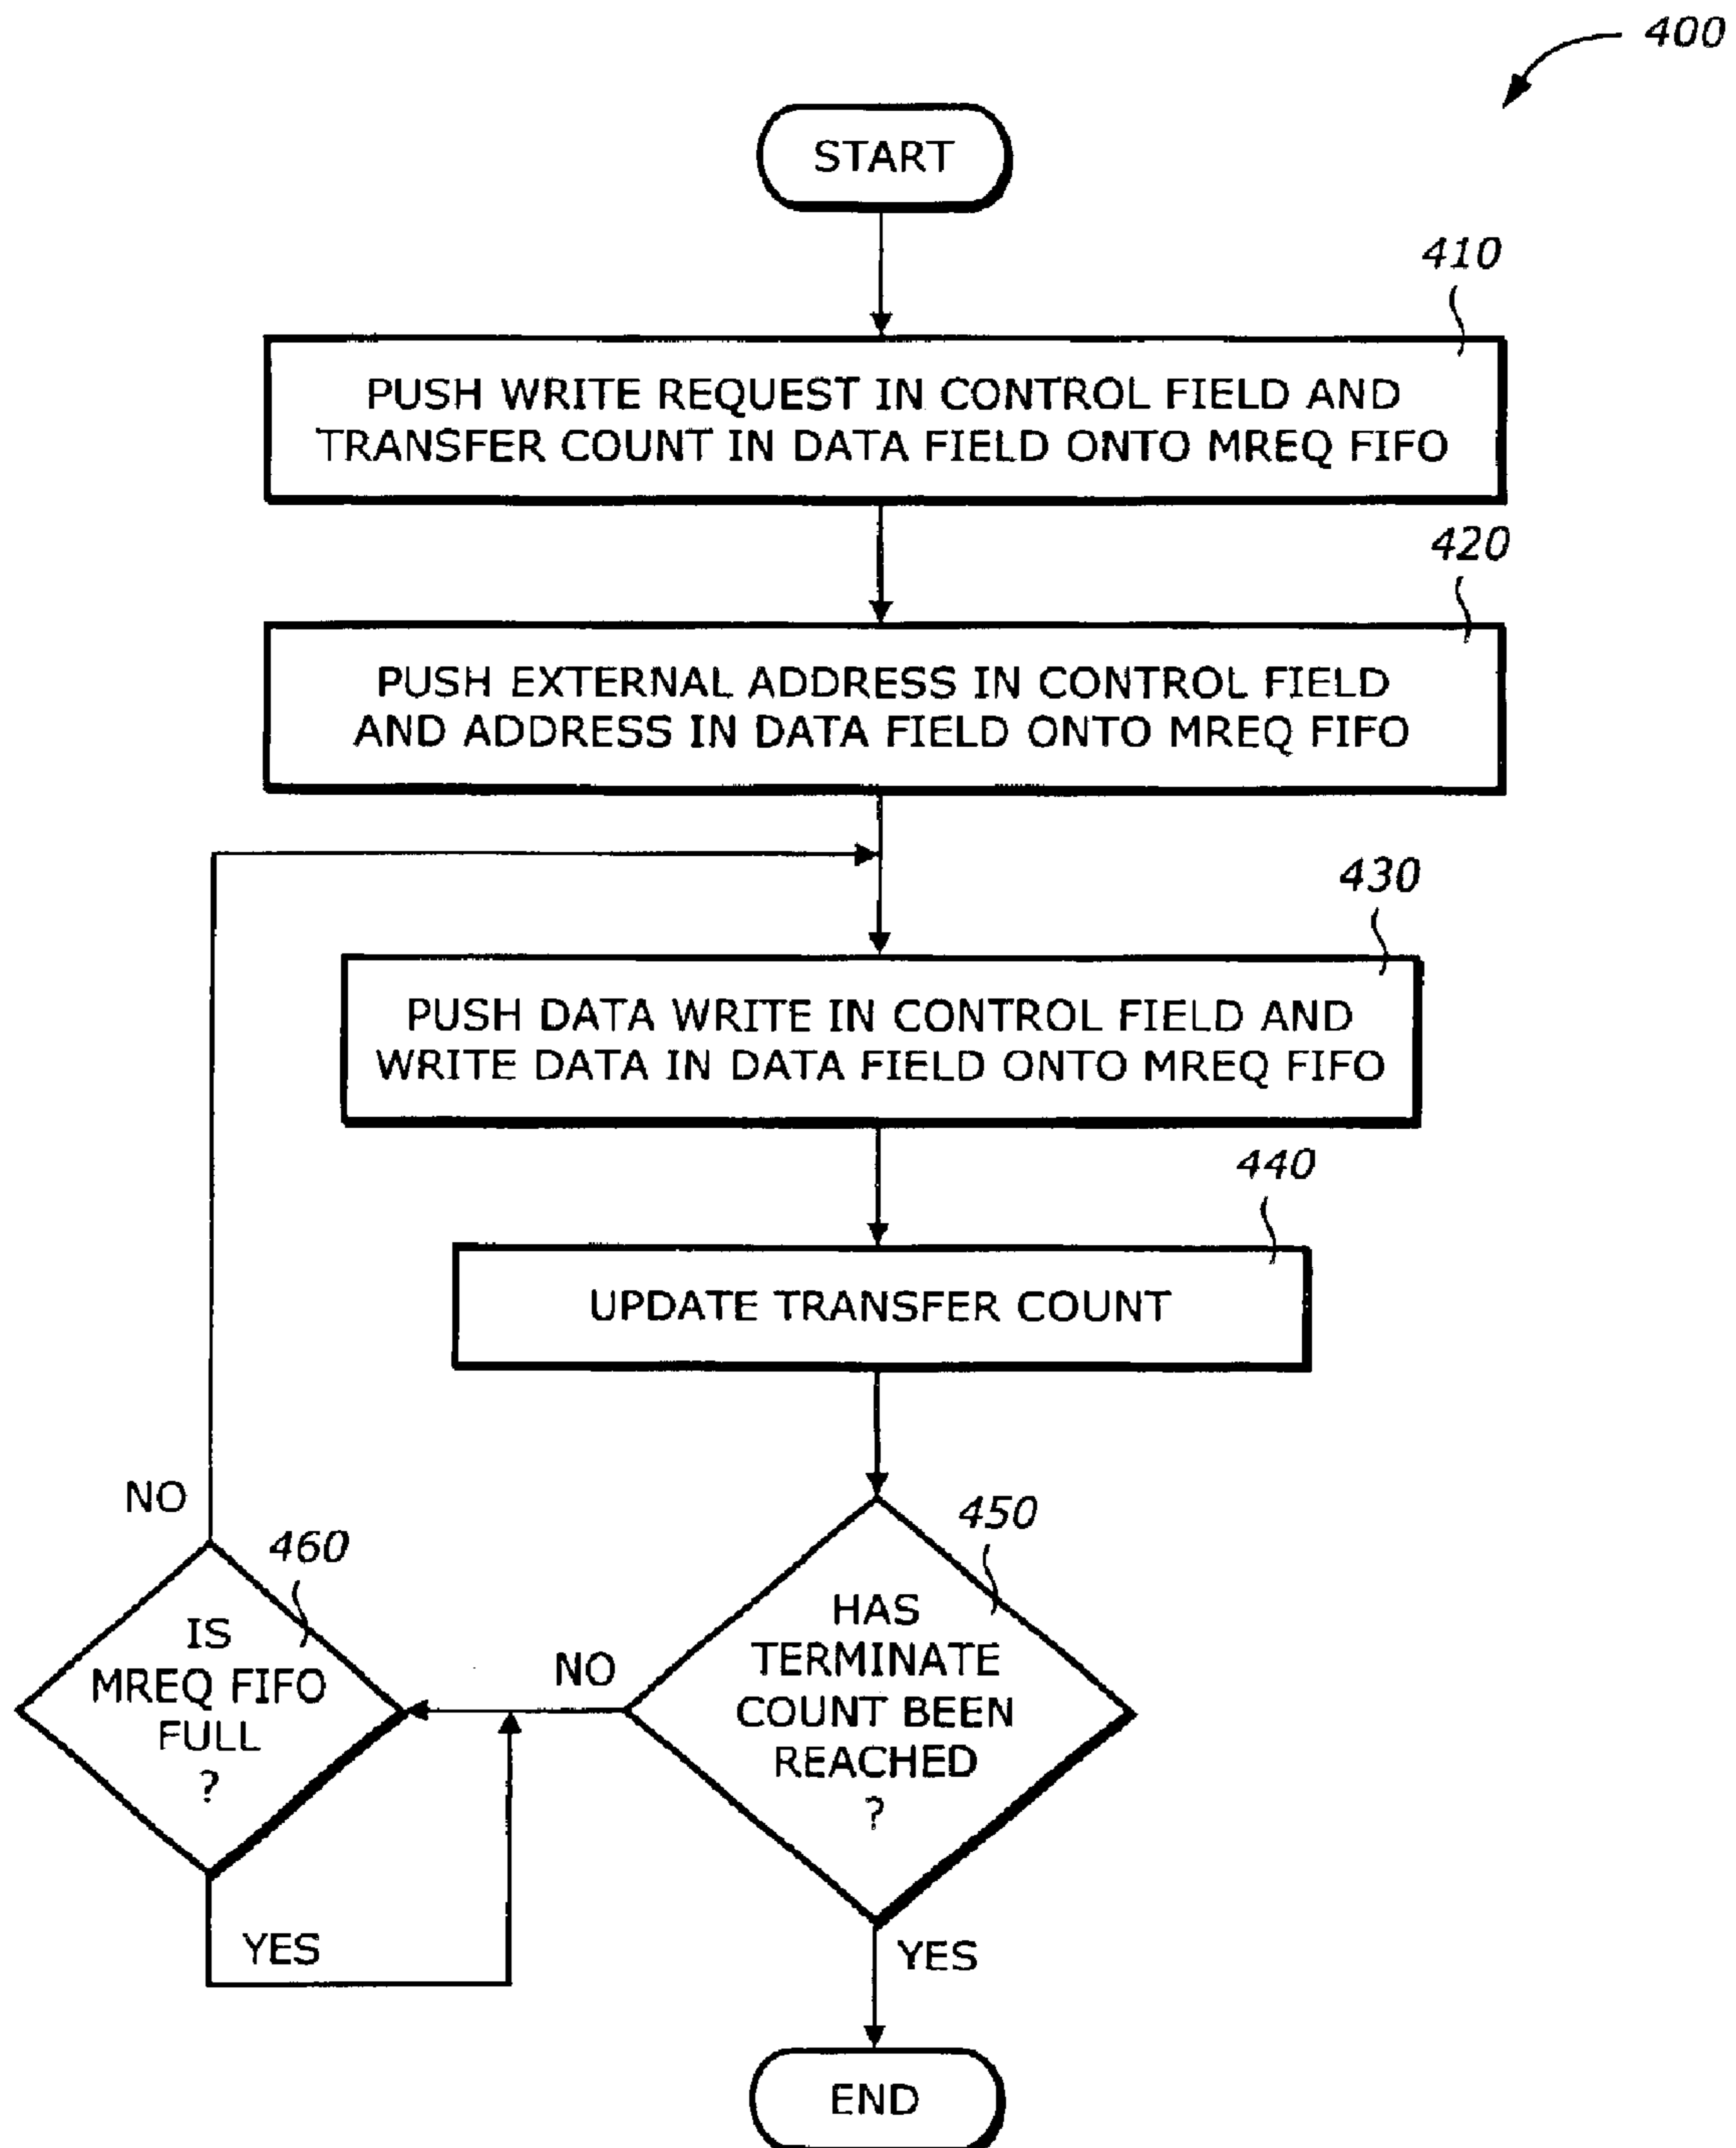 400
START
410
PUSH WRITE REQUEST IN CONTROL FIELD AND
TRANSFER COUNT IN DATA FIELD ONTO MREQ FIFO
420
PUSH EXTERNAL ADDRESS IN CONTROL FIELD
AND ADDRESS IN DATA FIELD ONTO MREQ FIFO
430
PUSH DATA WRITE IN CONTROL FIELD AND
WRITE DATA IN DATA FIELD ONTO MREQ FIFO
440
UPDATE TRANSFER COUNT
450
HAS
TERMINATE
COUNT BEEN
REACHED
?
NO
460
IS
MREQ FIFO
FULL
?
NO
YES
YES
END